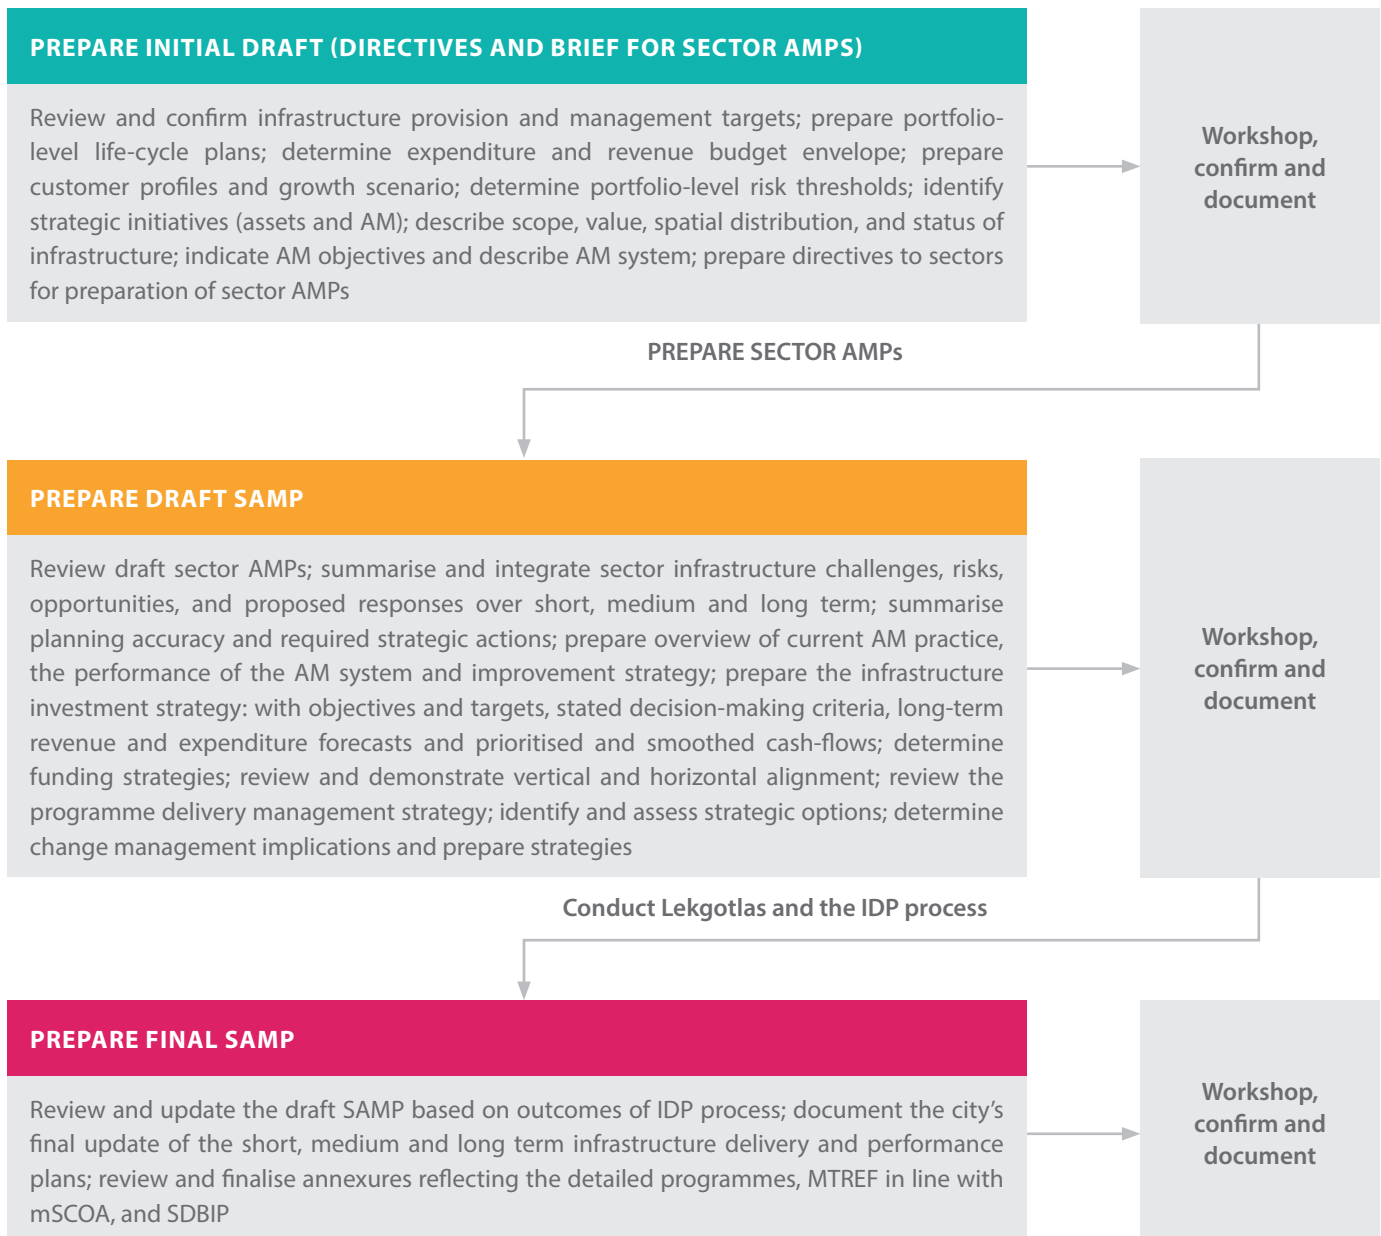 PREPARE INITIAL DRAFT (DIRECTIVES AND BRIEF FOR SECTOR AMPS)
Review and confirm infrastructure provision and management targets; prepare portfolio-
level life-cycle plans; determine expenditure and revenue budget envelope; prepare
customer profiles and growth scenario; determine portfolio-level risk thresholds; identify
strategic initiatives (assets and AM); describe scope, value, spatial distribution, and status of
infrastructure; indicate AM objectives and describe AM system; prepare directives to sectors
for preparation of sector AMPs
Workshop,
confirm and
document
PREPARE SECTOR AMPs
PREPARE DRAFT SAMP
Review draft sector AMPs; summarise and integrate sector infrastructure challenges, risks,
opportunities, and proposed responses over short, medium and long term; summarise
planning accuracy and required strategic actions; prepare overview of current AM practice,
the performance of the AM system and improvement strategy; prepare the infrastructure
investment strategy: with objectives and targets, stated decision-making criteria, long-term
revenue and expenditure forecasts and prioritised and smoothed cash-flows; determine
funding strategies; review and demonstrate vertical and horizontal alignment; review the
programme delivery management strategy; identify and assess strategic options; determine
change management implications and prepare strategies
Workshop,
confirm and
document
Conduct Lekgotlas and the IDP process
PREPARE FINAL SAMP
Review and update the draft SAMP based on outcomes of IDP process; document the city's
final update of the short, medium and long term infrastructure delivery and performance
plans; review and finalise annexures reflecting the detailed programmes, MTREF in line with
mSCOA, and SDBIP
Workshop,
confirm and
document